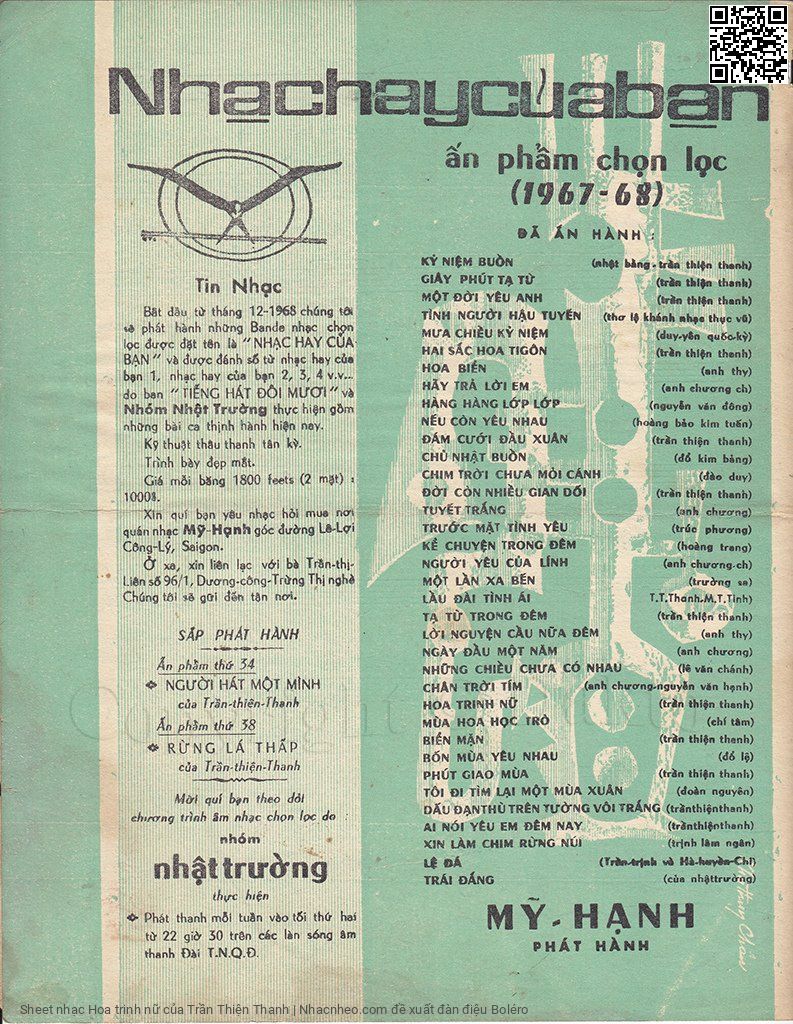 Nhạchaycủabạn
ấn phẩm chọn lọc
(1967-68)
Tin Nhạc
Bắt đầu từ tháng 12-1968 chúng tôi
sẽ phát hành những Bande nhạc chọn
lọc được đặt tên là “ NHẠC HAY CỦA
BẠN ” và được đánh số từ nhạc hay của
bạn 1, nhạc hay của bạn 2, 3, 4 v.v...
do ban “ TIẾNG HÁT ĐÔI MƯƠI ” và
Nhóm Nhật Trường thực hiện gồm
những bài ca thịnh hành hiện nay.
Kỹ thuật thâu thanh tân kỳ.
Trình bày đẹp mắt.
Giá mỗi băng 1800 feets (2 mặt) :
1000$.
Xin quí bạn yêu nhạc hỏi mua nơi
quán nhạc Mỹ-Hạnh góc đường Lê-Lợi
Công-Lý, Saigon.
Ở xa, xin liên lạc với bà Trần-thị-
Liên số 96/1, Dương-công-Trừng Thị nghè
Chúng tôi sẽ gửi đến tận nơi.
SẮP PHÁT HÀNH
Ấn phẩm thứ 34
❖ NGƯỜI HÁT MỘT MÌNH
của Trần-thiện-Thanh
Ấn phẩm thứ 38
❖ RỪNG LÁ THẤP
của Trần-thiện-Thanh
Mời quí bạn theo dõi
chương trình âm nhạc chọn lọc do :
nhóm
nhật trường
thực hiện
❖ Phát thanh mỗi tuần vào tối thứ hai
từ 22 giờ 30 trên các làn sóng âm
thanh Đài T.N.Q.Đ.
ĐÃ ẤN HÀNH :
KỶ NIỆM BUỒN (nhật bằng - trần thiện thanh)
GIÂY PHÚT TẠ TỪ (trần thiện thanh)
MỘT ĐỜI YÊU ANH (trần thiện thanh)
TÌNH NGƯỜI HẬU TUYẾN (thơ lệ khánh nhạc thục vũ)
MƯA CHIỀU KỶ NIỆM (duy-yên quốc-kỳ)
HAI SẮC HOA TIGÔN (trần thiện thanh)
HOA BIỂN (anh thy)
HÃY TRẢ LỜI EM (anh chương ch)
HÀNG HÀNG LỚP LỚP (nguyễn văn đông)
NẾU CÒN YÊU NHAU (hoàng bảo kim tuấn)
ĐÁM CƯỚI ĐẦU XUÂN (trần thiện thanh)
CHỦ NHẬT BUỒN (đỗ kim bảng)
CHIM TRỜI CHƯA MỎI CÁNH (đào duy)
ĐỜI CÒN NHIỀU GIAN DỐI (trần thiện thanh)
TUYẾT TRẮNG (anh chương)
TRƯỚC MẶT TÌNH YÊU (trúc phương)
KỂ CHUYỆN TRONG ĐÊM (hoàng trang)
NGƯỜI YÊU CỦA LÍNH (anh chương-ch)
MỘT LẦN XA BẾN (trường sa)
LÂU ĐÀI TÌNH ÁI T.T.Thanh.M.T.Tinh)
TẠ TỪ TRONG ĐÊM (trần thiện thanh)
LỜI NGUYỆN CẦU NỮA ĐÊM (anh thy)
NGÀY ĐẦU MỘT NĂM (anh chương)
NHỮNG CHIỀU CHƯA CÓ NHAU (lê văn chánh)
CHÂN TRỜI TÍM (anh chương-nguyễn văn hạnh)
HOA TRINH NỮ (trần thiện thanh)
MÙA HOA HỌC TRÒ (chí tâm)
BIỂN MẶN (trần thiện thanh)
BỐN MÙA YÊU NHAU (đỗ lệ)
PHÚT GIAO MÙA (trần thiện thanh)
TÔI ĐI TÌM LẠI MỘT MÙA XUÂN (đoàn nguyên)
DẤU ĐẠN THÙ TRÊN TƯỜNG VÔI TRẮNG (trầnthiệnthanh)
AI NÓI YÊU EM ĐÊM NAY (trầnthiệnthanh)
XIN LÀM CHIM RỪNG NÚI (trịnh lâm ngân)
LỆ ĐÁ (Trần-trịnh và Hà-huyền-Chi)
TRÁI ĐẮNG (của nhậttrường)
MỸ - HẠNH
PHÁT HÀNH
Sheet nhạc Hoa trinh nữ của Trần Thiện Thanh | Nhacnheo.com đề xuất đàn điệu Boléro